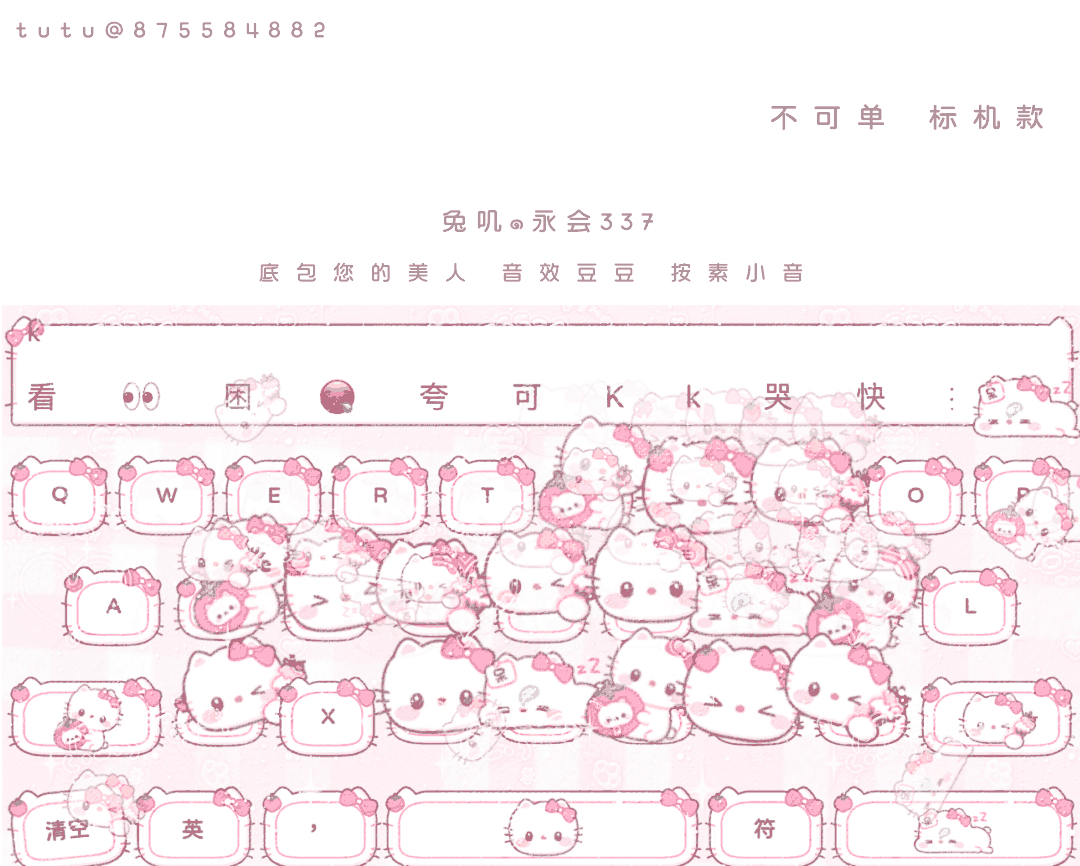 tutu@875584882
不可单 标机款
兔叽๑永会337
底包您的美人 音效豆豆 按素小音
K
看 👀 困 夸 可 K k 哭 快
Q W E R T O P
A L
X
清空 英 , 符